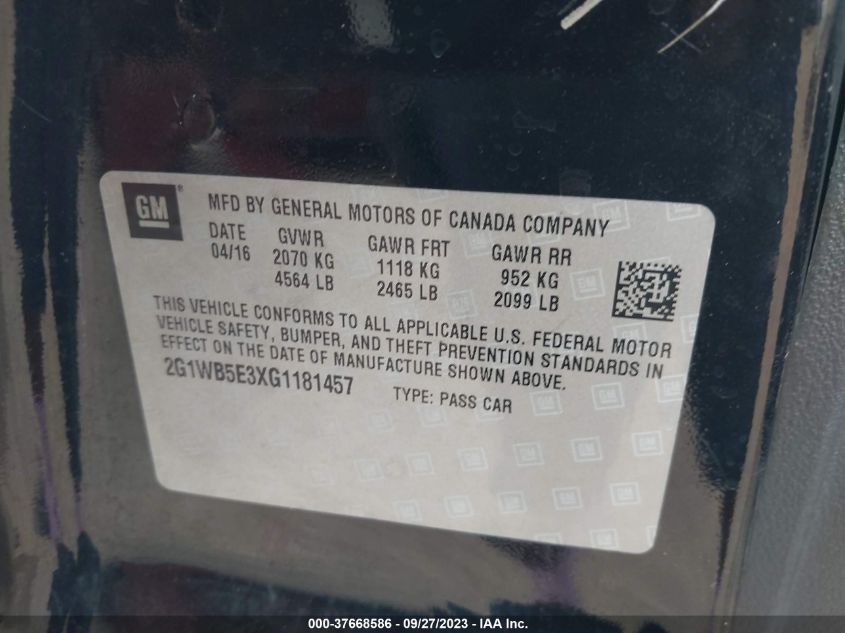 GM ® MFD BY GENERAL MOTORS OF CANADA COMPANY
DATE GVWR GAWR FRT GAWR RR
04/16 2070 KG 1118 KG 952 KG
4564 LB 2465 LB 2099 LB
THIS VEHICLE CONFORMS TO ALL APPLICABLE U.S. FEDERAL MOTOR
VEHICLE SAFETY, BUMPER, AND THEFT PREVENTION STANDARDS IN
EFFECT ON THE DATE OF MANUFACTURE SHOWN ABOVE.
2G1WB5E3XG1181457 TYPE: PASS CAR
000-37668586 - 09/27/2023 - IAA Inc.